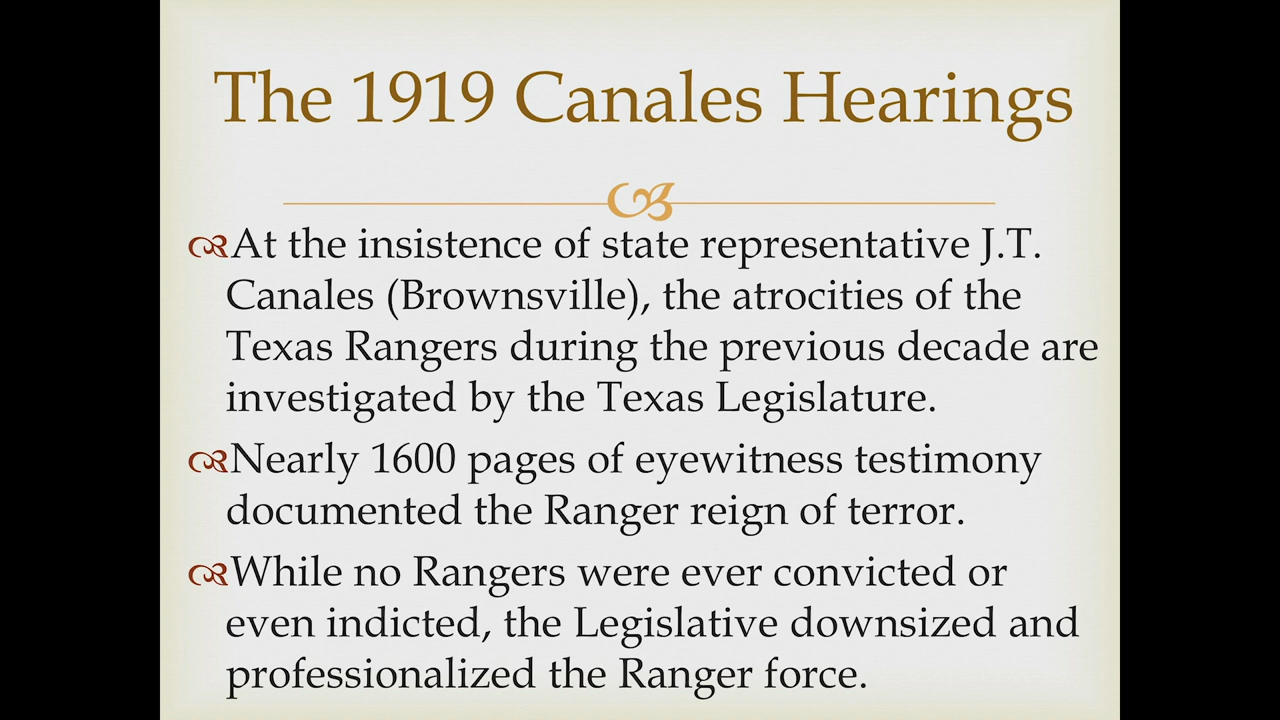 The 1919 Canales Hearings
At the insistence of state representative J.T.
Canales (Brownsville), the atrocities of the
Texas Rangers during the previous decade are
investigated by the Texas Legislature.
Nearly 1600 pages of eyewitness testimony
documented the Ranger reign of terror.
While no Rangers were ever convicted or
even indicted, the Legislative downsized and
professionalized the Ranger force.